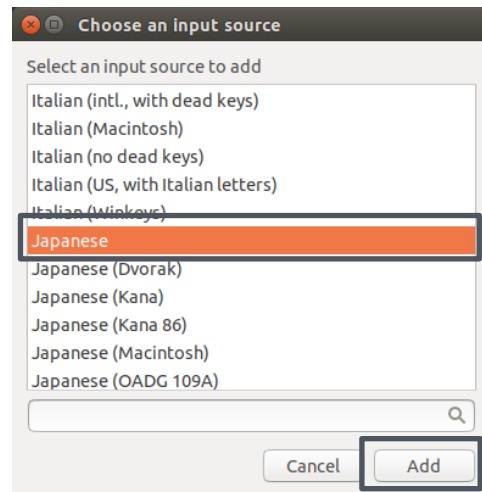 Choose an input source
Select an input source to add
Italian (intl., with dead keys)
Italian (Macintosh)
Italian (no dead keys)
Italian (US, with Italian letters)
Italian (Winkeys)
Japanese
Japanese (Dvorak)
Japanese (Kana)
Japanese (Kana 86)
Japanese (Macintosh)
Japanese (OADG 109A)
Cancel Add